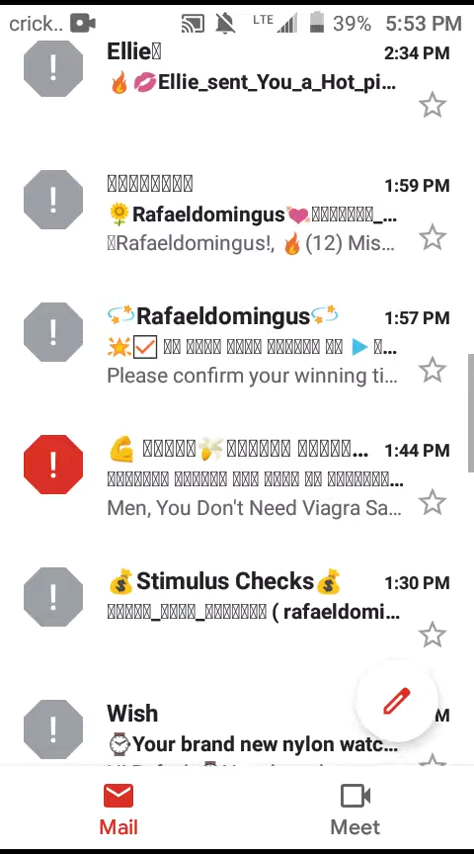 crick.. LTE 39% 5:53 PM
Ellie 2:34 PM
🔥💋Ellie_sent_You_a_Hot_pi...
1:59 PM
🌻Rafaeldomingus💘 _...
Rafaeldomingus!, 🔥(12) Mis...
💫Rafaeldomingus💫 1:57 PM
Please confirm your winning ti...
💪 🍌 ... 1:44 PM
Men, You Don't Need Viagra Sa...
💰Stimulus Checks💰 1:30 PM
( rafaeldomi...
Wish M
⌚Your brand new nylon watc...
Mail Meet